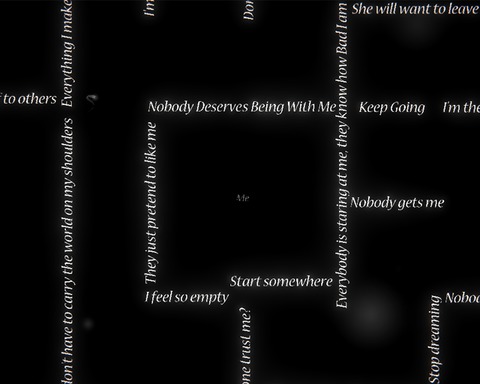 She will want to leave
Everything I make
I'm
to others
Nobody Deserves Being With Me
Keep Going
I'm the
Everybody is staring at me, they know how Bad I am
They just pretend to like me
don't have to carry the world on my shoulders
Me
Nobody gets me
Start somewhere
I feel so empty
trust me?
Stop dreaming